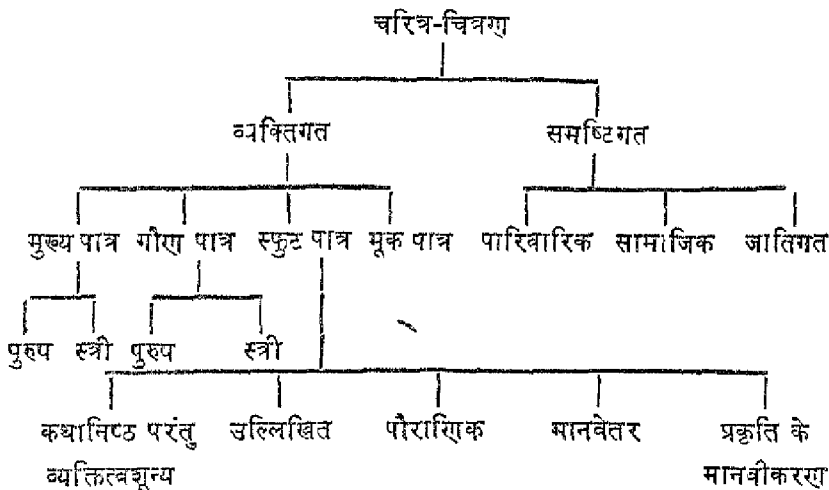 चरित्र-चित्रण
व्यक्तिगत समष्टिगत
मुख्य पात्र गौण पात्र स्फुट पात्र मूक पात्र पारिवारिक सामाजिक जातिगत
पुरुष स्त्री पुरुष स्त्री
कथानिष्ठ परंतु उल्लिखित पौराणिक मानवेतर प्रकृति के
व्यक्तित्वशून्य मानवीकरण